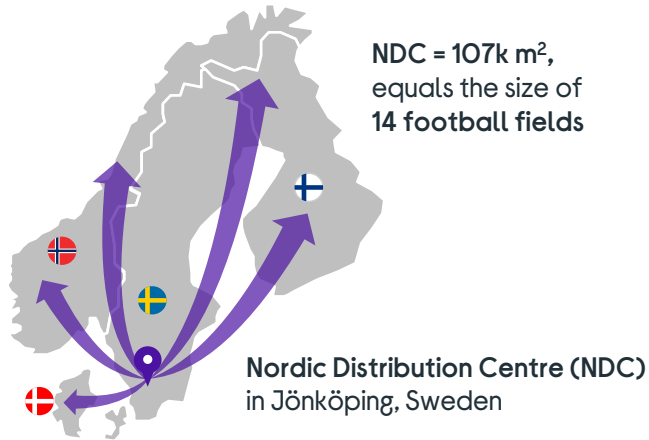 NDC = 107k m²,
equals the size of
14 football fields
Nordic Distribution Centre (NDC)
in Jönköping, Sweden